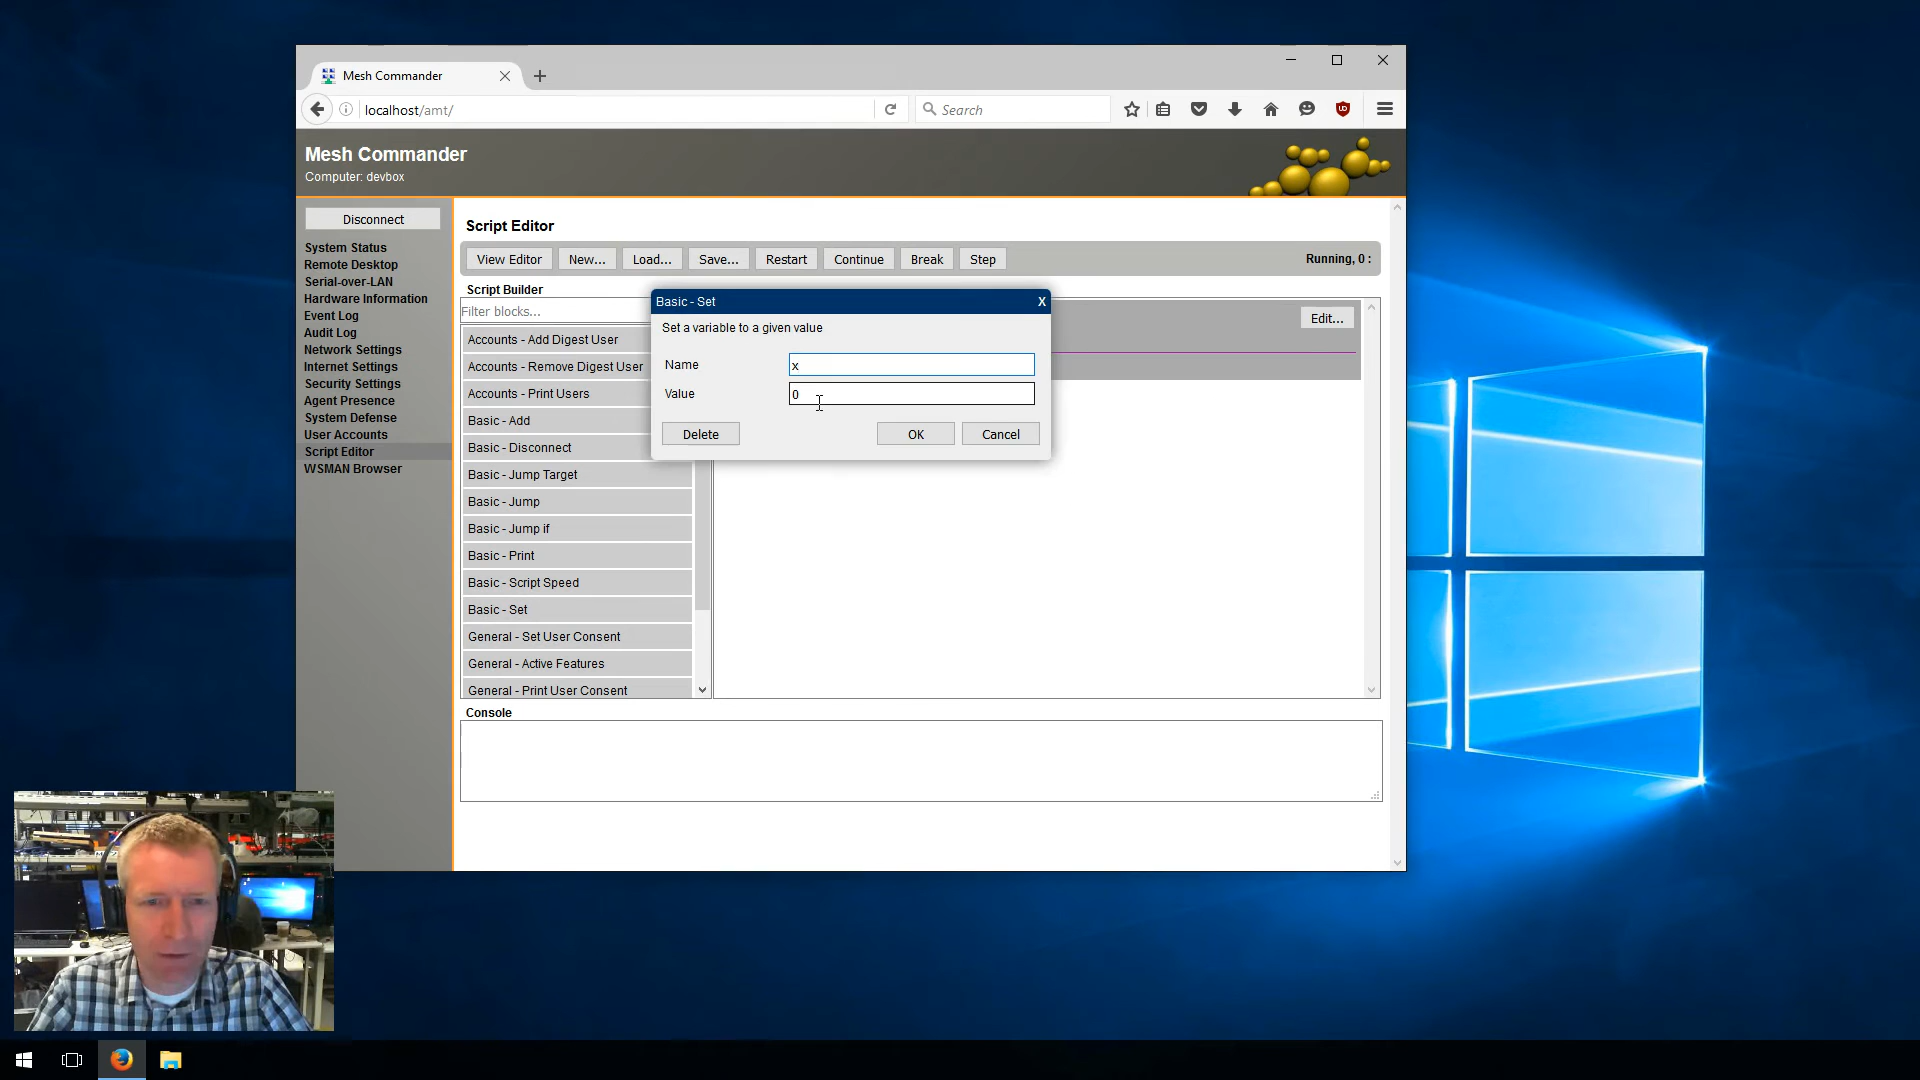 Mesh Commander
localhost/amt/
Search
Mesh Commander
Computer: devbox
Disconnect
System Status
Remote Desktop
Serial-over-LAN
Hardware Information
Event Log
Audit Log
Network Settings
Internet Settings
Security Settings
Agent Presence
System Defense
User Accounts
Script Editor
WSMAN Browser
Script Editor
View Editor
New...
Load...
Save...
Restart
Continue
Break
Step
Running, 0 :
Script Builder
Filter blocks...
Accounts - Add Digest User
Accounts - Remove Digest User
Accounts - Print Users
Basic - Add
Basic - Disconnect
Basic - Jump Target
Basic - Jump
Basic - Jump if
Basic - Print
Basic - Script Speed
Basic - Set
General - Set User Consent
General - Active Features
General - Print User Consent
Edit...
Basic - Set
X
Set a variable to a given value
Name
x
Value
0
Delete
OK
Cancel
Console